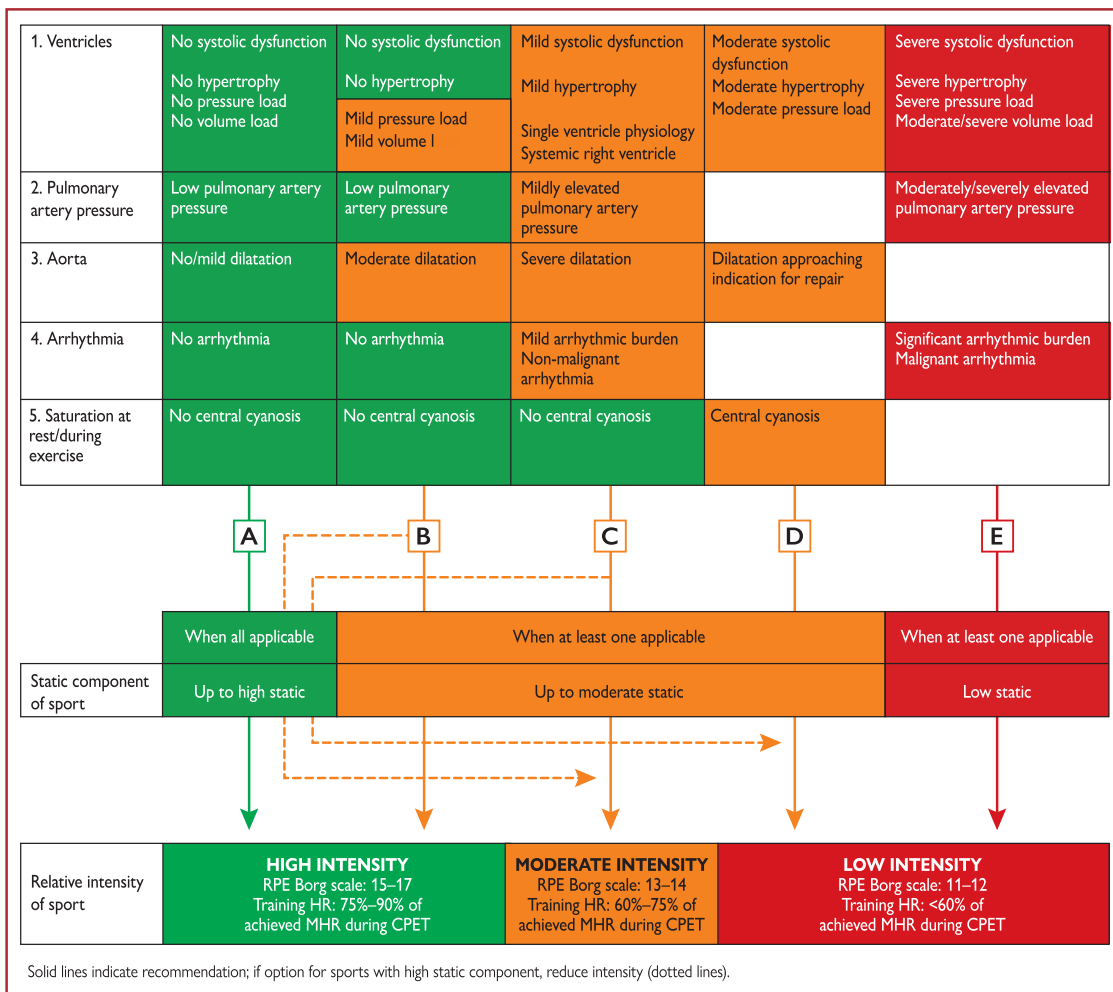 1. Ventricles
No systolic dysfunction
No hypertrophy
No pressure load
No volume load
No systolic dysfunction
No hypertrophy
Mild pressure load
Mild volume l
Mild systolic dysfunction
Mild hypertrophy
Single ventricle physiology
Systemic right ventricle
Moderate systolic
dysfunction
Moderate hypertrophy
Moderate pressure load
Severe systolic dysfunction
Severe hypertrophy
Severe pressure load
Moderate/severe volume load
2. Pulmonary
artery pressure
Low pulmonary artery
pressure
Low pulmonary
artery pressure
Mildly elevated
pulmonary artery
pressure
Moderately/severely elevated
pulmonary artery pressure
3. Aorta
No/mild dilatation
Moderate dilatation
Severe dilatation
Dilatation approaching
indication for repair
4. Arrhythmia
No arrhythmia
No arrhythmia
Mild arrhythmic burden
Non-malignant
arrhythmia
Significant arrhythmic burden
Malignant arrhythmia
5. Saturation at
rest/during
exercise
No central cyanosis
No central cyanosis
No central cyanosis
Central cyanosis
A
B
C
D
E
When all applicable
When at least one applicable
When at least one applicable
Static component
of sport
Up to high static
Up to moderate static
Low static
Relative intensity
of sport
HIGH INTENSITY
RPE Borg scale: 15–17
Training HR: 75%–90% of
achieved MHR during CPET
MODERATE INTENSITY
RPE Borg scale: 13–14
Training HR: 60%–75% of
achieved MHR during CPET
LOW INTENSITY
RPE Borg scale: 11–12
Training HR: <60% of
achieved MHR during CPET
Solid lines indicate recommendation; if option for sports with high static component, reduce intensity (dotted lines).